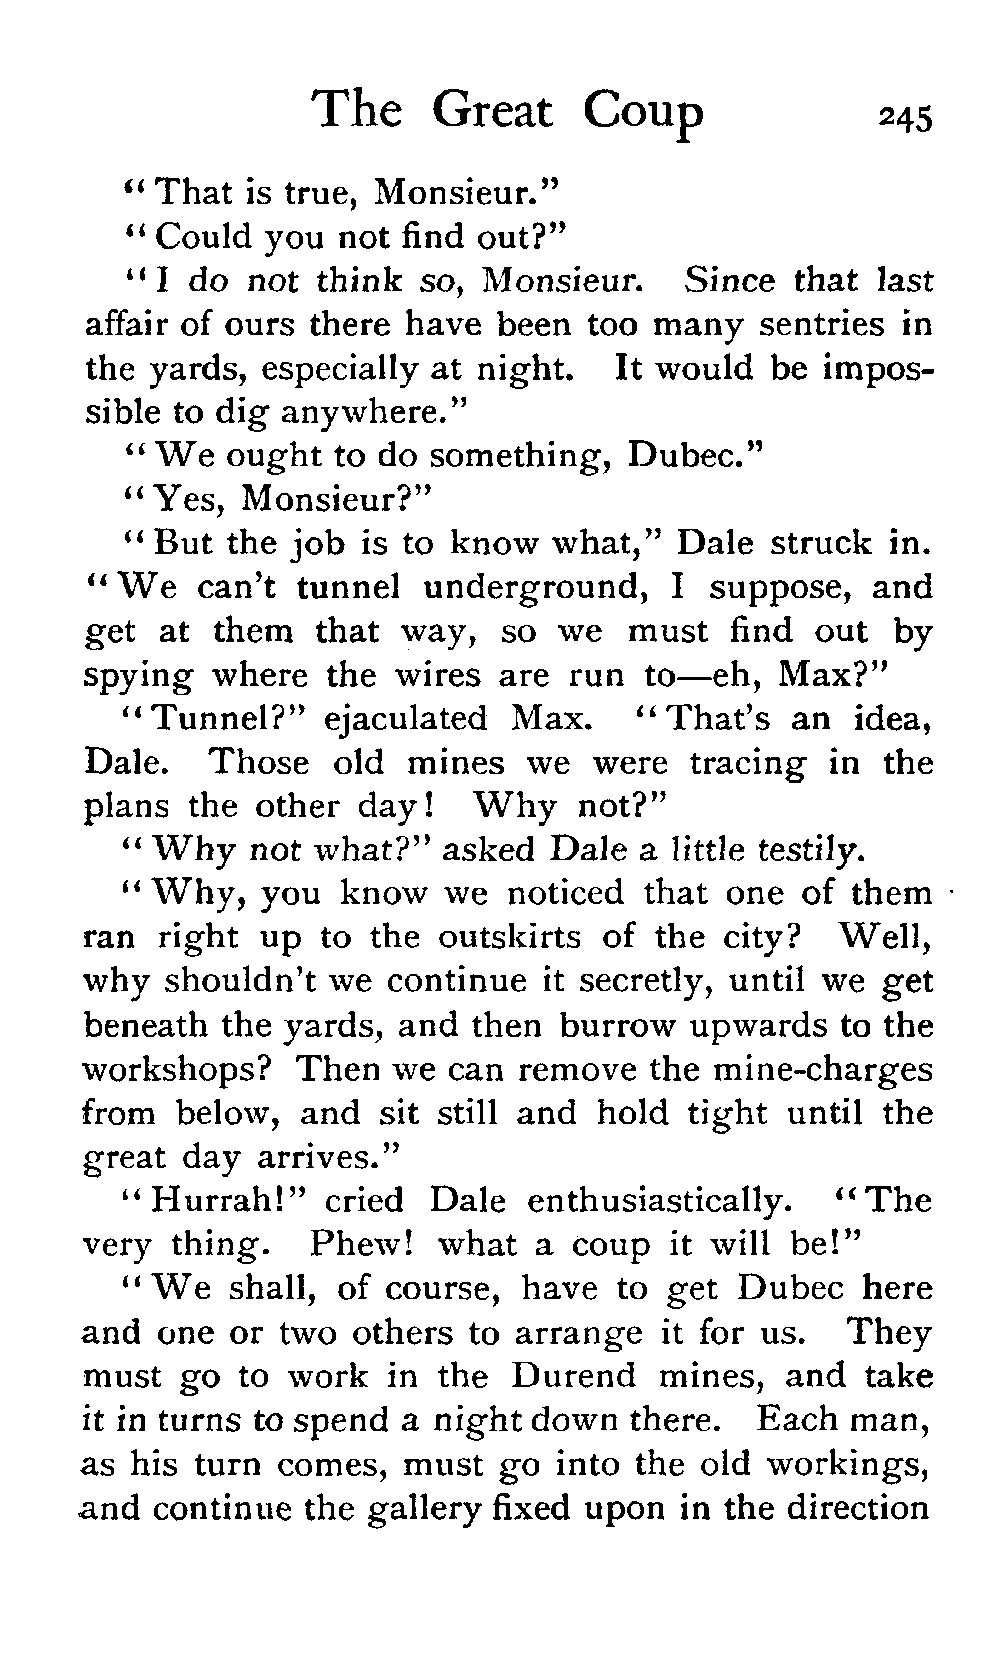 The Great Coup 245
"That is true, Monsieur."
"Could you not find out?"
"I do not think so, Monsieur. Since that last
affair of ours there have been too many sentries in
the yards, especially at night. It would be impos-
sible to dig anywhere."
"We ought to do something, Dubec."
"Yes, Monsieur?"
"But the job is to know what," Dale struck in.
"We can't tunnel underground, I suppose, and
get at them that way, so we must find out by
spying where the wires are run to—eh, Max?"
"Tunnel?" ejaculated Max. "That's an idea,
Dale. Those old mines we were tracing in the
plans the other day! Why not?"
"Why not what?" asked Dale a little testily.
"Why, you know we noticed that one of them
ran right up to the outskirts of the city? Well,
why shouldn't we continue it secretly, until we get
beneath the yards, and then burrow upwards to the
workshops? Then we can remove the mine-charges
from below, and sit still and hold tight until the
great day arrives."
"Hurrah!" cried Dale enthusiastically. "The
very thing. Phew! what a coup it will be!"
"We shall, of course, have to get Dubec here
and one or two others to arrange it for us. They
must go to work in the Durend mines, and take
it in turns to spend a night down there. Each man,
as his turn comes, must go into the old workings,
and continue the gallery fixed upon in the direction